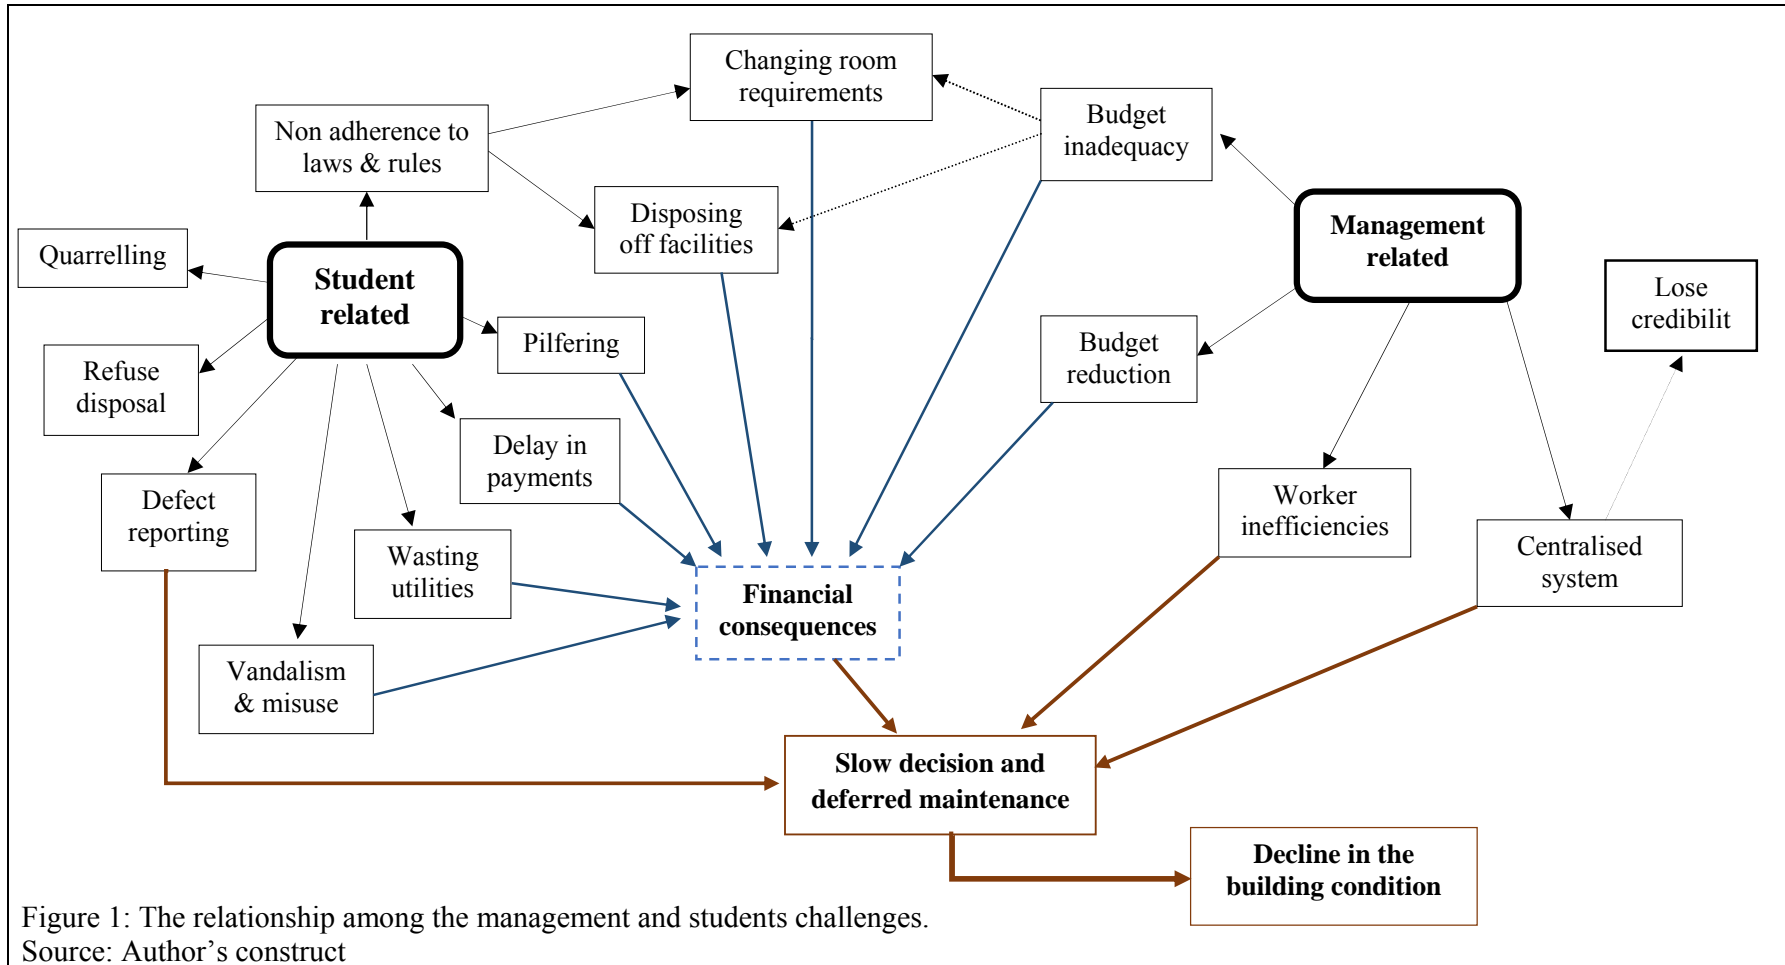 Changing room
requirements
Budget
inadequacy
Non adherence to
laws & rules
Disposing
off facilities
Management
related
Quarrelling
Student
related
Lose
credibilit
Pilfering
Budget
reduction
Refuse
disposal
Delay in
payments
Defect
reporting
Worker
inefficiencies
Wasting
utilities
Centralised
system
Financial
consequences
Vandalism
& misuse
Slow decision and
deferred maintenance
Decline in the
building condition
Figure 1: The relationship among the management and students challenges.
Source: Author’s construct